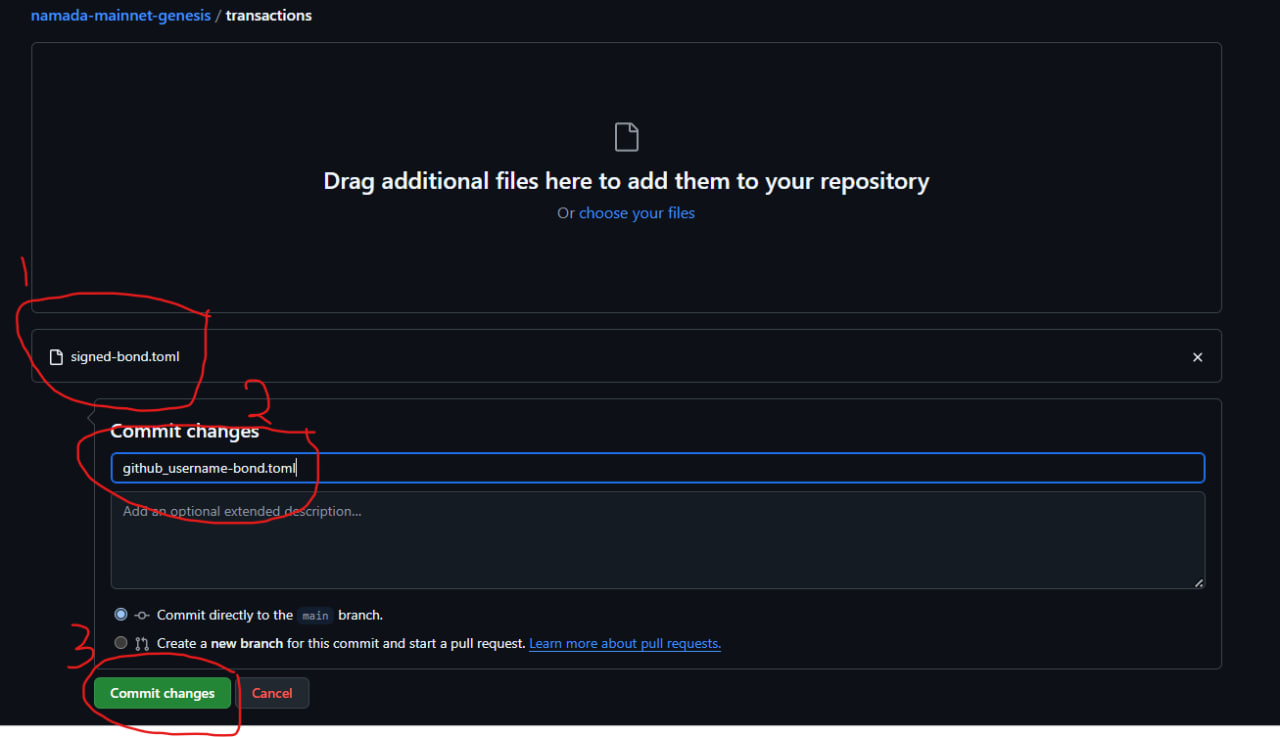 namada-mainnet-genesis / transactions
Drag additional files here to add them to your repository
Or choose your files
1
signed-bond.toml
2
Commit changes
github_username-bond.toml
Add an optional extended description...
Commit directly to the main branch.
3
Create a new branch for this commit and start a pull request. Learn more about pull requests.
Commit changes Cancel